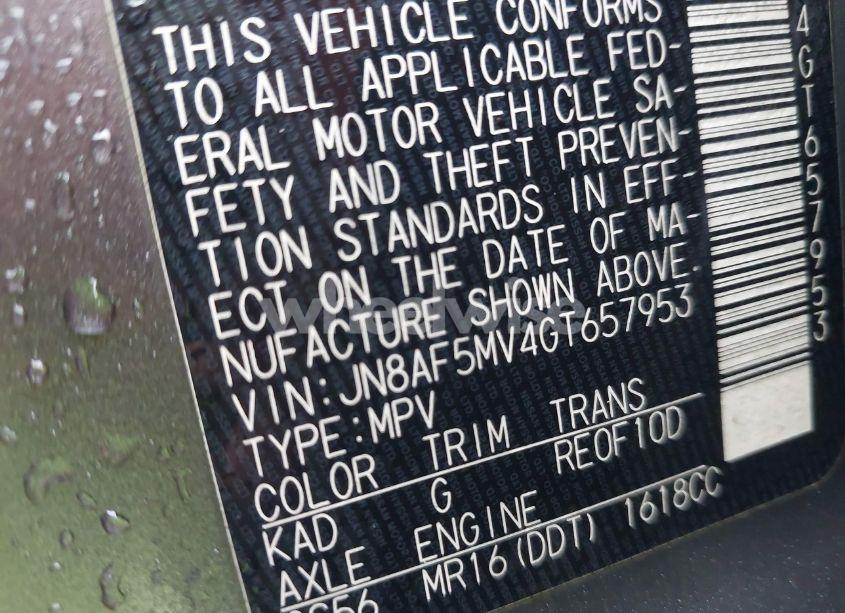 THIS VEHICLE CONFORMS
TO ALL APPLICABLE FED-
ERAL MOTOR VEHICLE SA-
FETY AND THEFT PREVEN-
TION STANDARDS IN EFF-
ECT ON THE DATE OF MA-
NUFACTURE SHOWN ABOVE.
VIN:JN8AF5MV4GT657953
TYPE:MPV
COLOR TRIM TRANS
KAD G RE0F10D
AXLE ENGINE
MR16(DDT) 1618CC
4GT657953